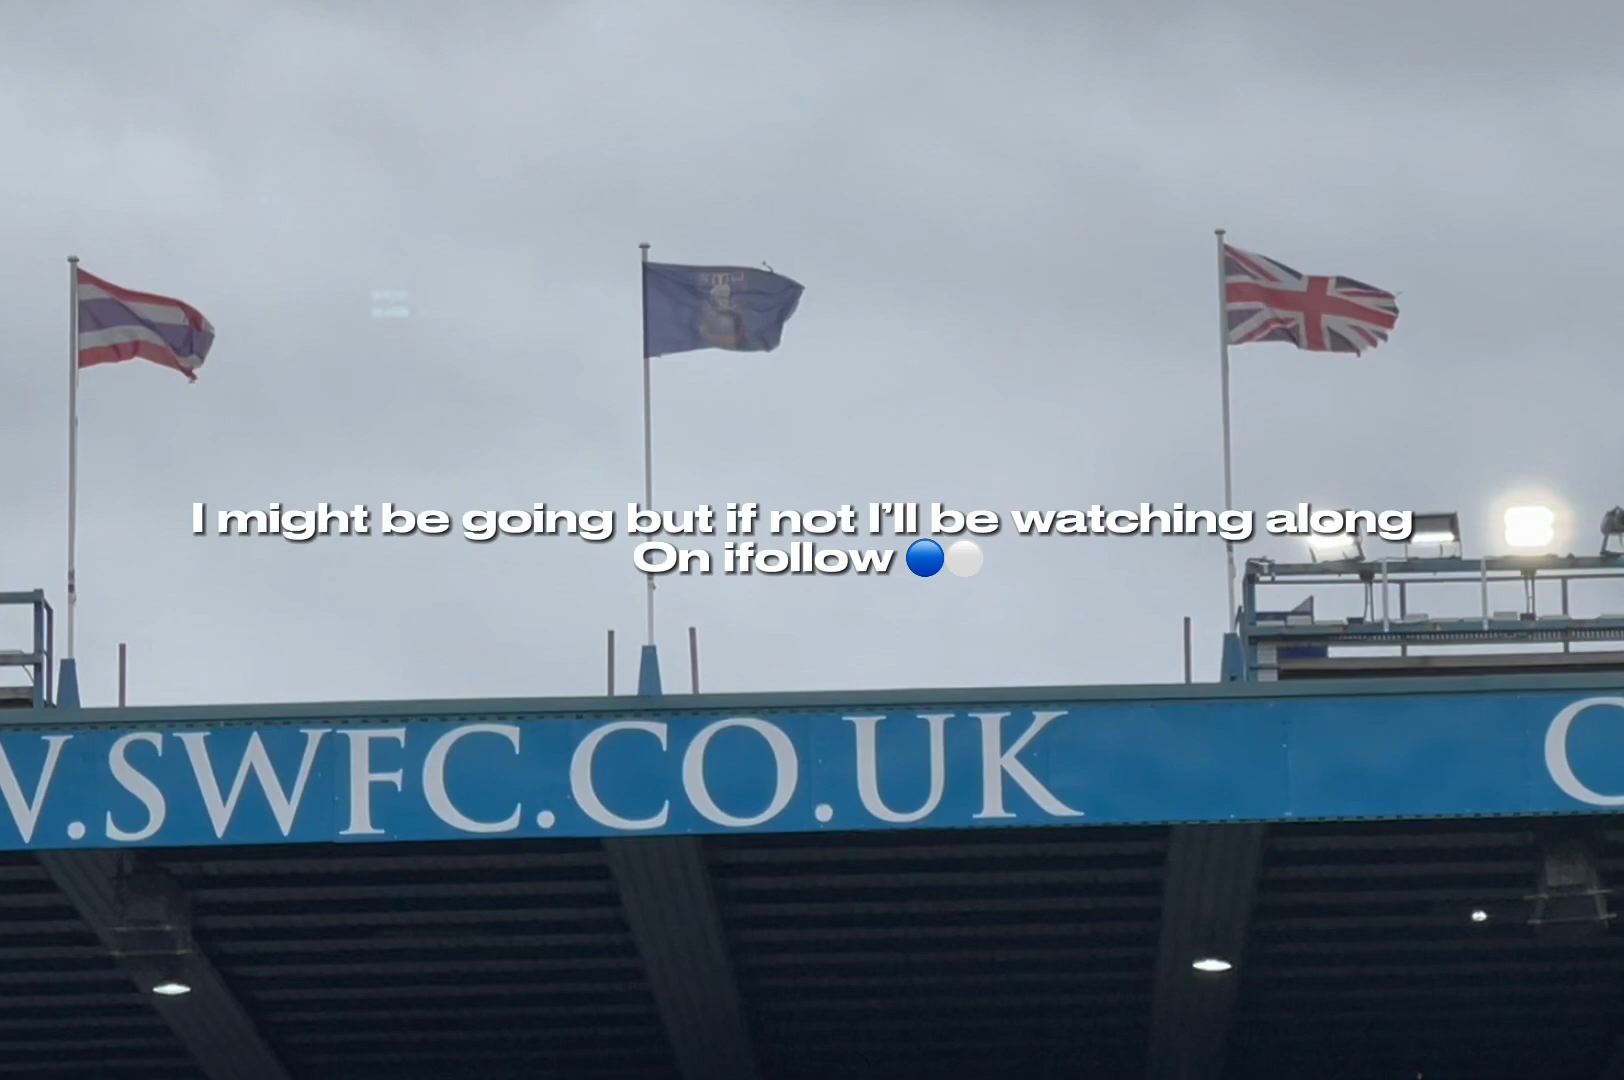 I might be going but if not I'll be watching along
On ifollow 🔵⚪
W.SWFC.CO.UK C